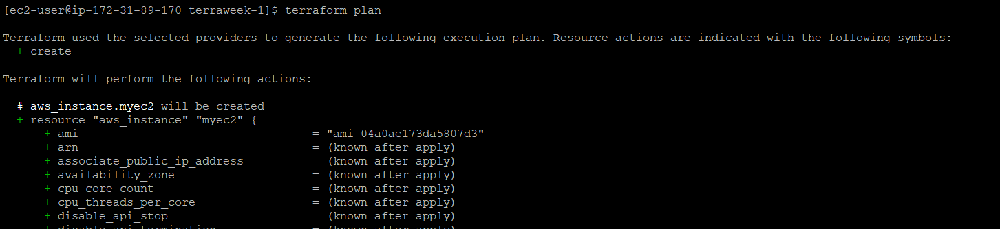 [ec2-user@ip-172-31-89-170 terraweek-1]$ terraform plan
Terraform used the selected providers to generate the following execution plan. Resource actions are indicated with the following symbols:
+ create
Terraform will perform the following actions:
# aws_instance.myec2 will be created
+ resource "aws_instance" "myec2" {
+ ami = "ami-04a0ae173da5807d3"
+ arn = (known after apply)
+ associate_public_ip_address = (known after apply)
+ availability_zone = (known after apply)
+ cpu_core_count = (known after apply)
+ cpu_threads_per_core = (known after apply)
+ disable_api_stop = (known after apply)
+ disable_api_termination = (known after apply)